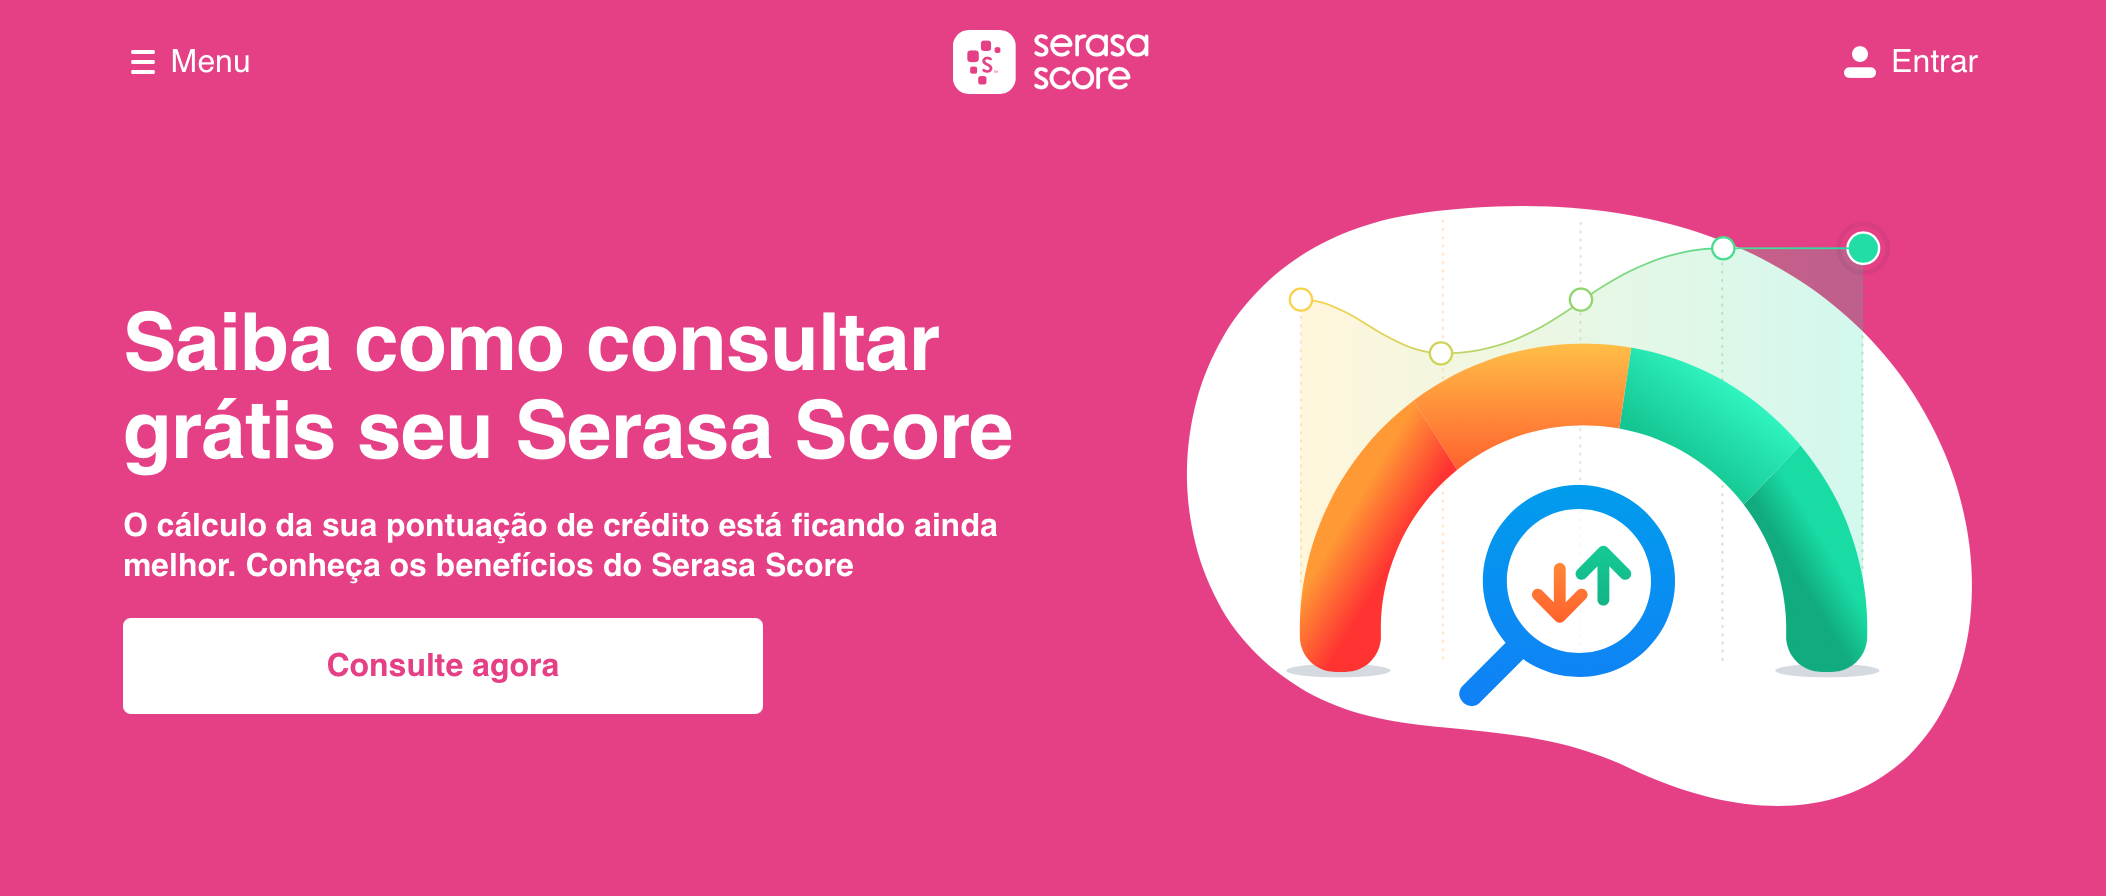 Menu
serasa
score
Entrar
Saiba como consultar
grátis seu Serasa Score
O cálculo da sua pontuação de crédito está ficando ainda
melhor. Conheça os benefícios do Serasa Score
Consulte agora
S